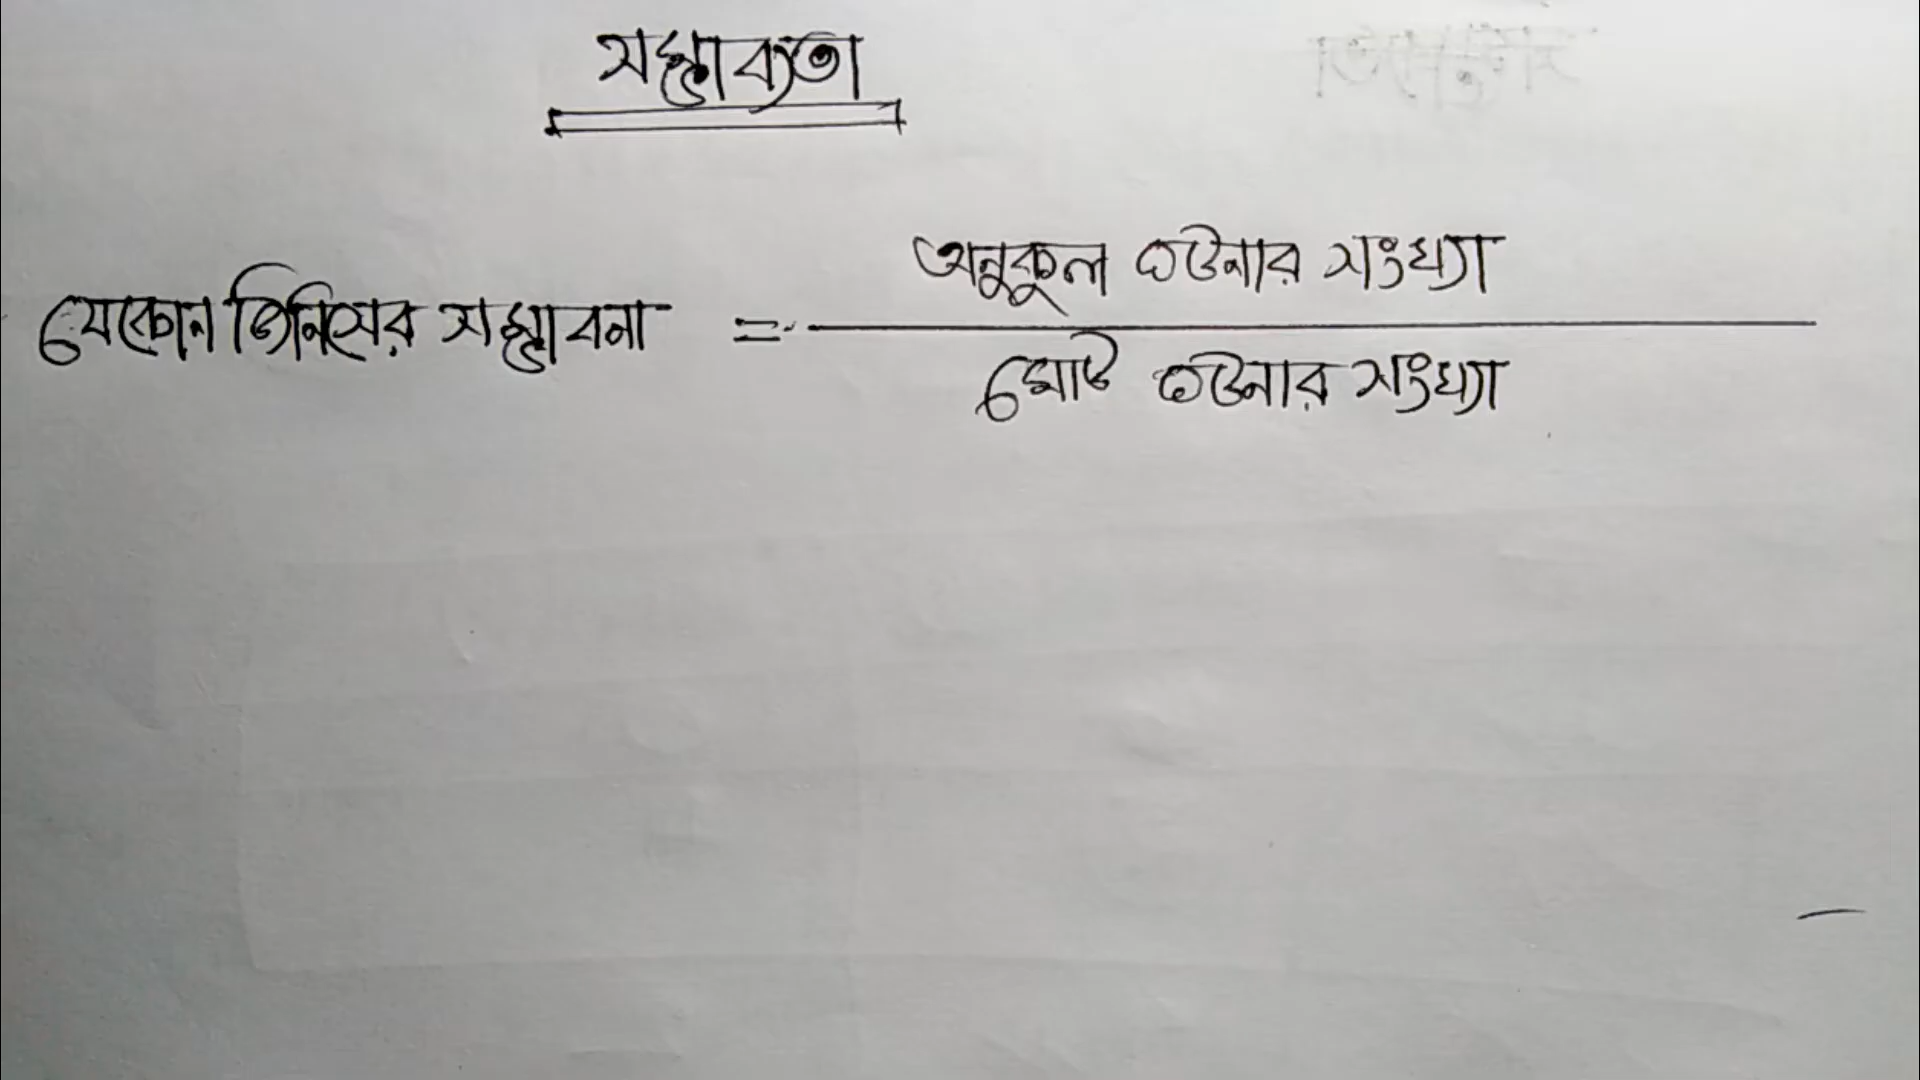 সম্ভাব্যতা
যেকোন জিনিসের সম্ভাবনা = অনুকুল ঘটনার সংখ্যা
মোট ঘটনার সংখ্যা